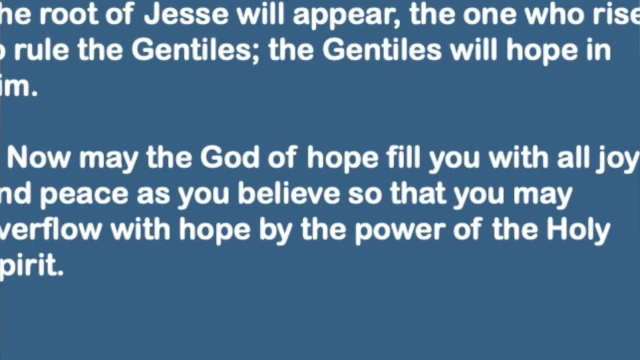 he root of Jesse will appear, the one who rise
o rule the Gentiles; the Gentiles will hope in
im.
Now may the God of hope fill you with all joy
nd peace as you believe so that you may
verflow with hope by the power of the Holy
pirit.